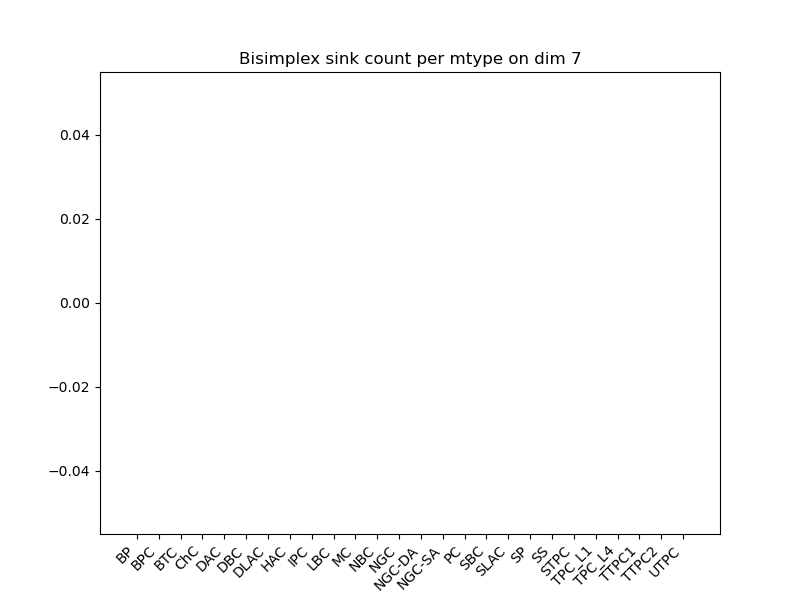 Bisimplex sink count per mtype on dim 7
0.04
0.02
0.00
−0.02
−0.04
BP
BPC
BTC
ChC
DAC
DBC
DLAC
HAC
IPC
LBC
MC
NBC
NGC
NGC-DA
NGC-SA
PC
SBC
SLAC
SP
SS
STPC
TPC_L1
TPC_L4
TTPC1
TTPC2
UTPC